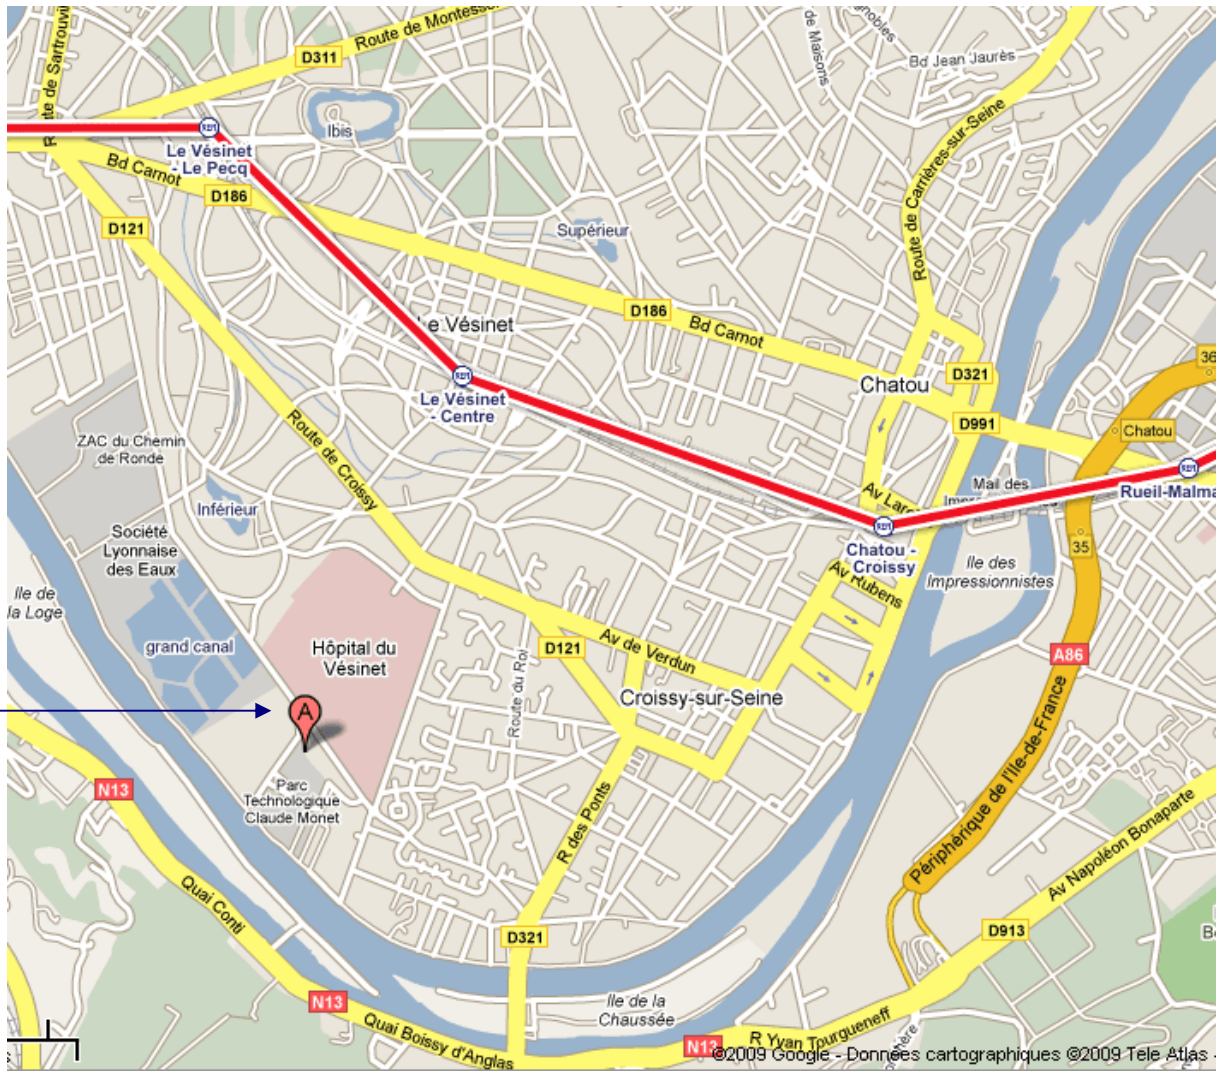 Route de Sartrouvi
Route de Montess
D311
de Maisons
Bd Jean Jaurès
Ibis
Le Vésinet
- Le Pecq
Bd Carnot
D186
D121
Supérieur
Route de Carrières-sur-Seine
D186
Bd Carnot
Le Vésinet
Le Vésinet
- Centre
Chatou
D321
D991
36
Chatou
Rueil-Malma
Mail des
Av Laro
ZAC du Chemin
de Ronde
Route de Croissy
Inférieur
Société
Lyonnaise
des Eaux
35
Chatou -
Croissy
Av Rubens
Ile des
Impressionnistes
Ile de
la Loge
grand canal
Hôpital du
Vésinet
D121
Av de Verdun
Route du Roi
A86
Croissy-sur-Seine
A
Périphérique de l'Ile-de-France
N13
Parc
Technologique
Claude Monet
R des Ponts
Av Napoléon Bonaparte
Quai Conti
D321
D913
N13
Quai Boissy d'Anglas
Ile de la
Chaussée
N13
R Yvan Tourgueneff
©2009 Google - Données cartographiques ©2009 Tele Atlas -